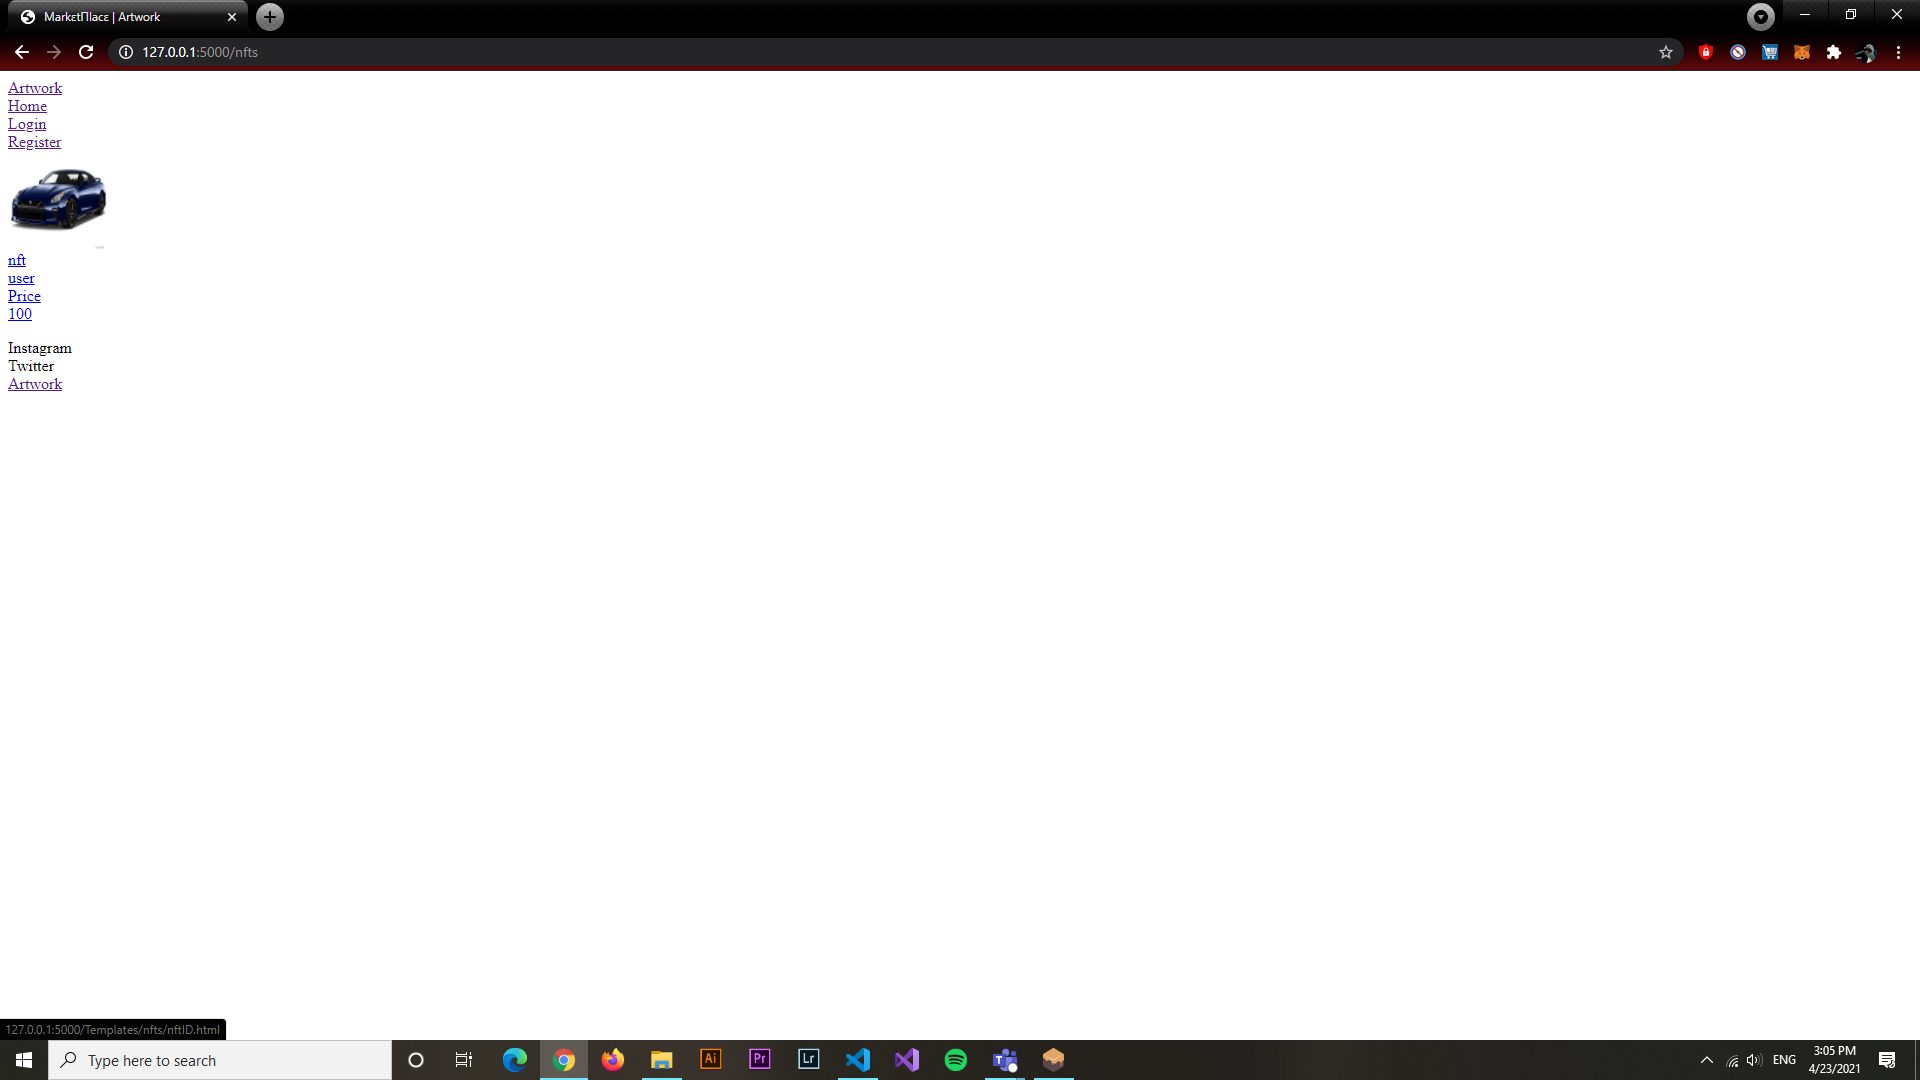 MarkεtΠlacε | Artwork
127.0.0.1:5000/nfts
Artwork
Home
Login
Register
nft
user
Price
100
Instagram
Twitter
Artwork
127.0.0.1:5000/Templates/nfts/nftID.html
Type here to search
Ai
Pr
Lr
T
ENG
3:05 PM
4/23/2021